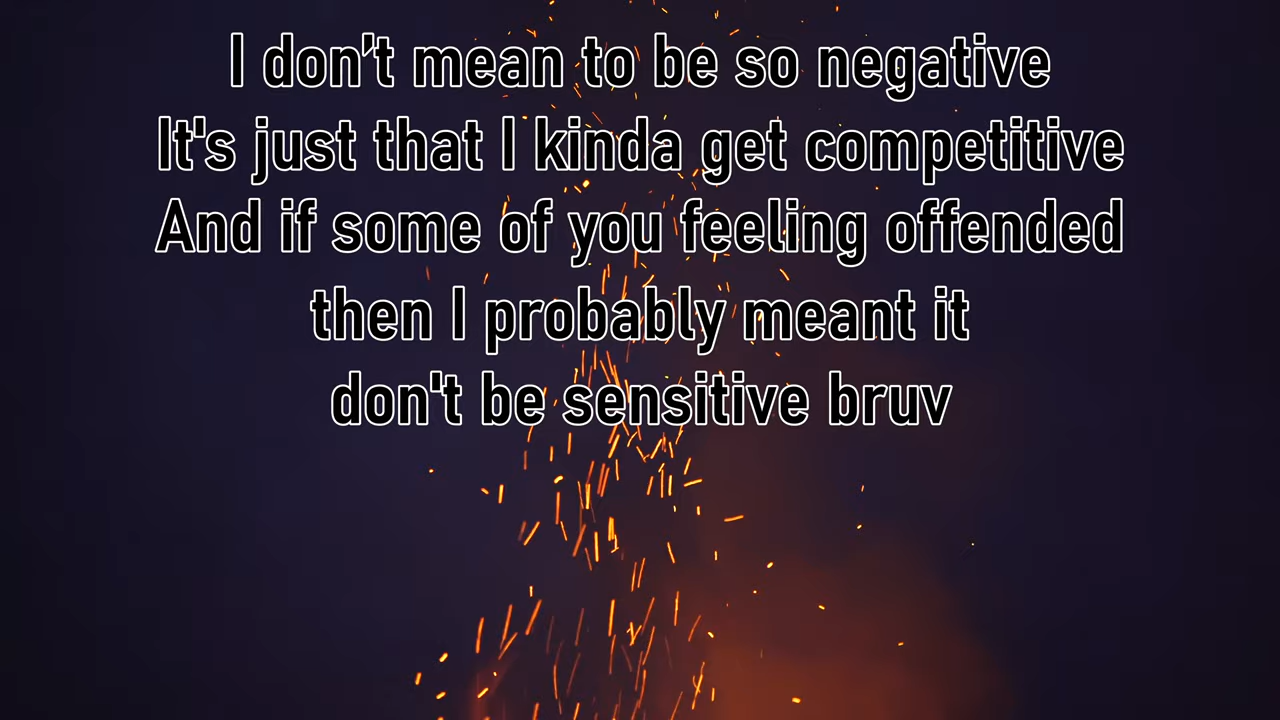 I don't mean to be so negative
It's just that I kinda get competitive
And if some of you feeling offended
then I probably meant it
don't be sensitive bruv